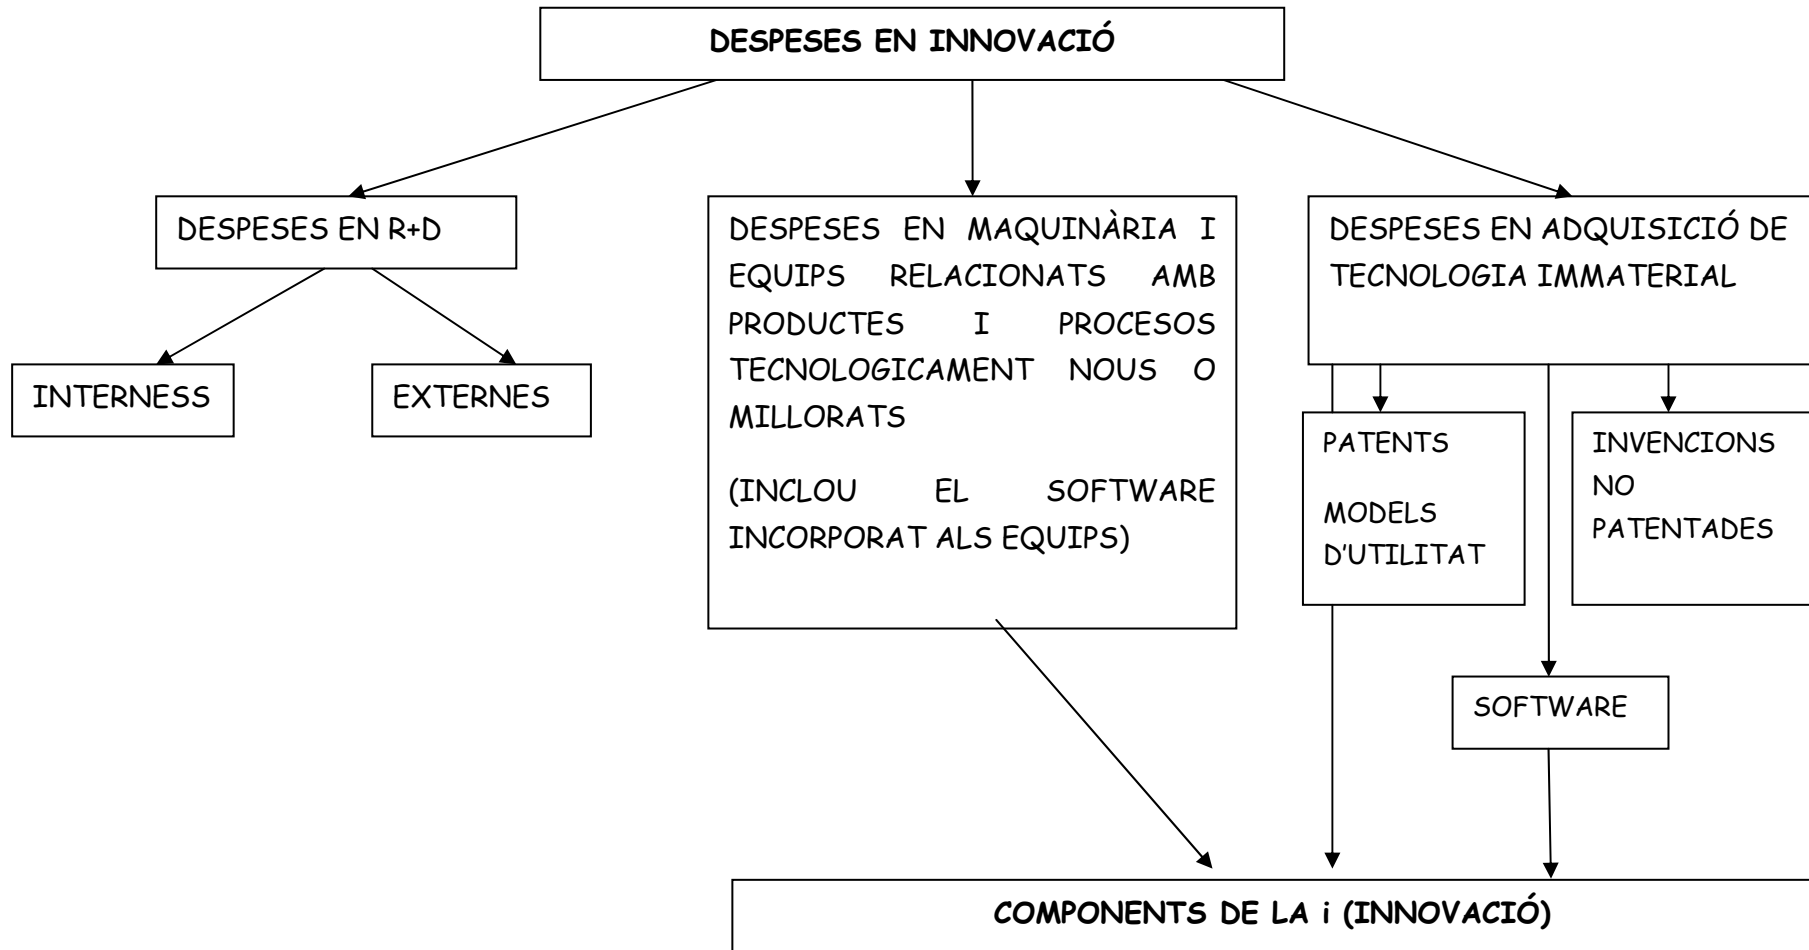 DESPESES EN INNOVACIÓ
DESPESES EN R+D
INTERNESS
EXTERNES
DESPESES EN MAQUINÀRIA I
EQUIPS RELACIONATS AMB
PRODUCTES I PROCESOS
TECNOLOGICAMENT NOUS O
MILLORATS
(INCLOU EL SOFTWARE
INCORPORAT ALS EQUIPS)
DESPESES EN ADQUISICIÓ DE
TECNOLOGIA IMMATERIAL
PATENTS
MODELS
D'UTILITAT
INVENCIONS
NO
PATENTADES
SOFTWARE
COMPONENTS DE LA i (INNOVACIÓ)